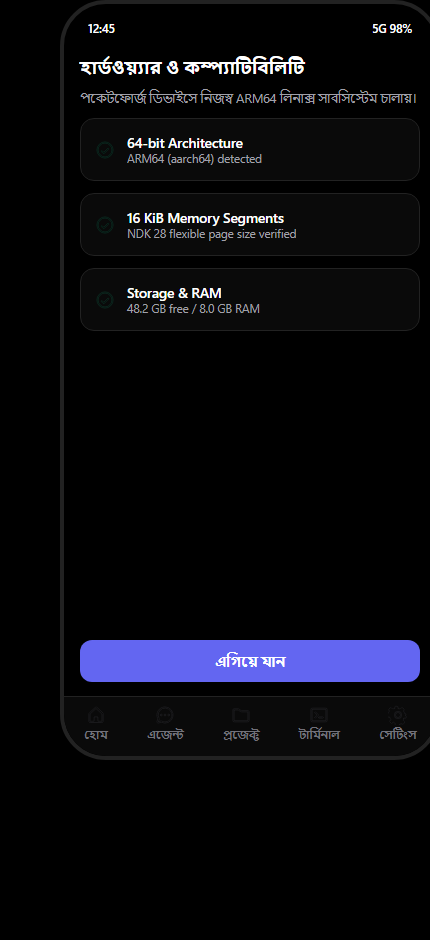 12:45
5G 98%
হার্ডওয়্যার ও কম্প্যাটিবিলিটি
পকেটফোর্জ ডিভাইসে নিজস্ব ARM64 লিনাক্স সাবসিস্টেম চালায়।
64-bit Architecture
ARM64 (aarch64) detected
16 KiB Memory Segments
NDK 28 flexible page size verified
Storage & RAM
48.2 GB free / 8.0 GB RAM
এগিয়ে যান
হোম
এজেন্ট
প্রজেক্ট
টার্মিনাল
সেটিংস